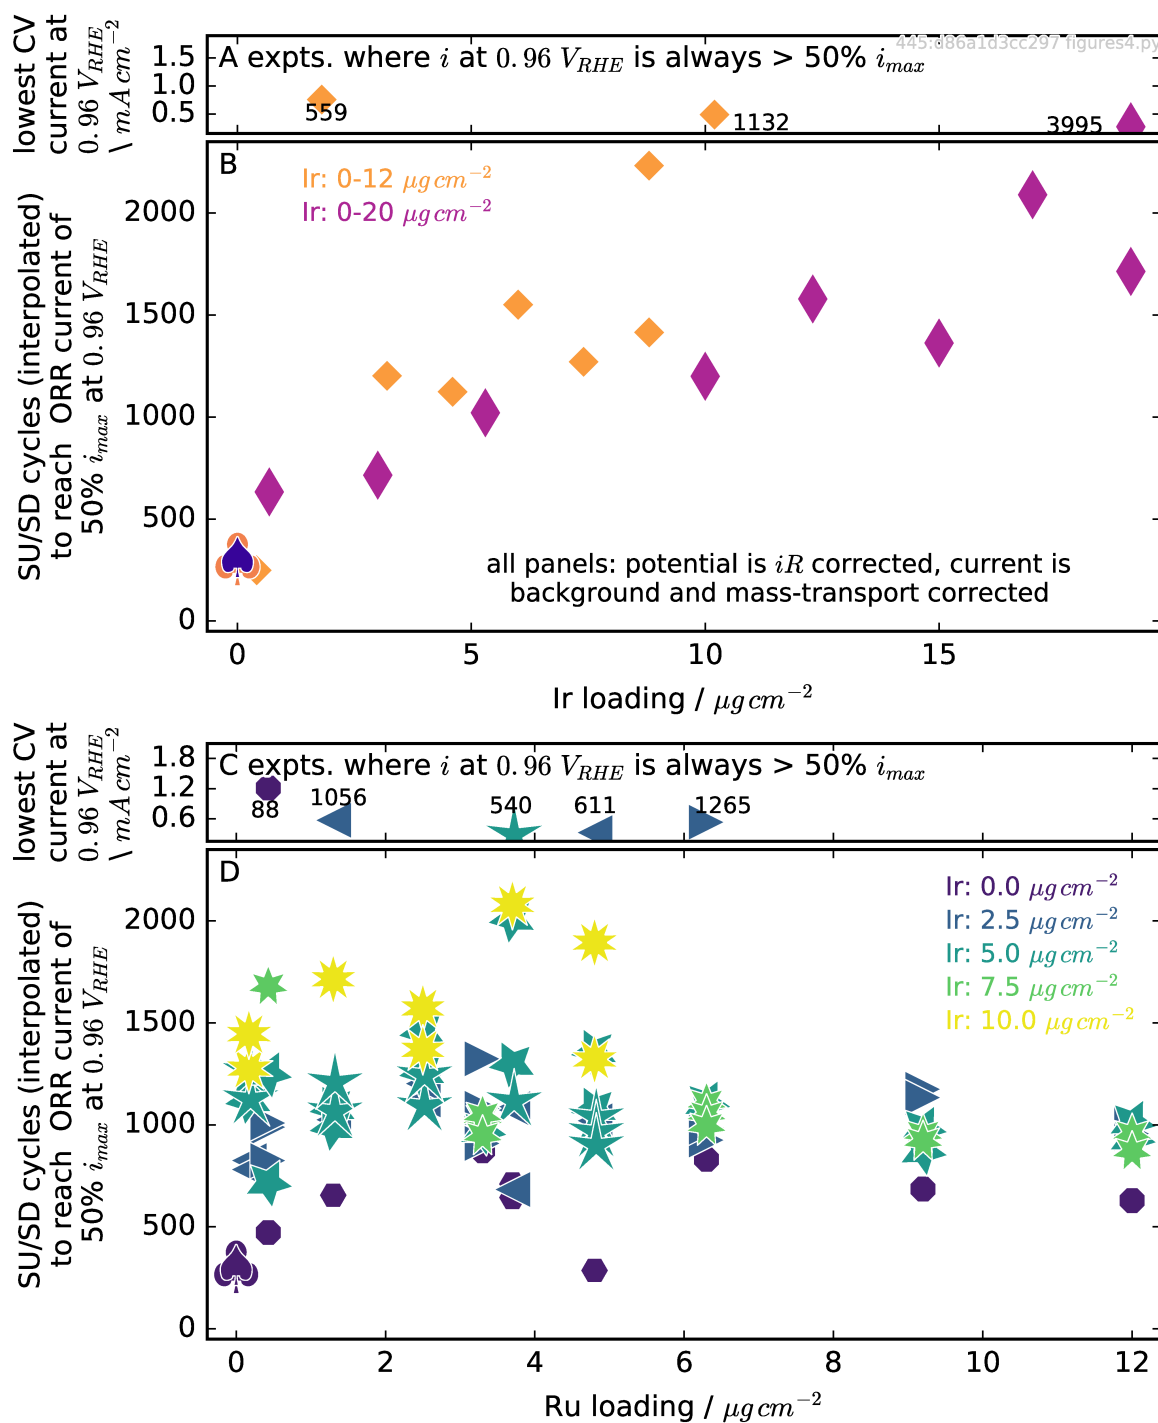 445:d86a1d3cc297 figures4.py
lowest CV
current at
0.96 V_RHE
\ mA cm⁻²
1.5
1.0
0.5
A expts. where i at 0.96 V_RHE is always > 50% i_max
559
1132
3995
SU/SD cycles (interpolated)
to reach ORR current of
50% i_max at 0.96 V_RHE
B
Ir: 0-12 μg cm⁻²
Ir: 0-20 μg cm⁻²
2000
1500
1000
500
0
all panels: potential is iR corrected, current is
background and mass-transport corrected
0 5 10 15
Ir loading / μg cm⁻²
lowest CV
current at
0.96 V_RHE
\ mA cm⁻²
1.8
1.2
0.6
C expts. where i at 0.96 V_RHE is always > 50% i_max
88
1056
540
611
1265
SU/SD cycles (interpolated)
to reach ORR current of
50% i_max at 0.96 V_RHE
D
Ir: 0.0 μg cm⁻²
Ir: 2.5 μg cm⁻²
Ir: 5.0 μg cm⁻²
Ir: 7.5 μg cm⁻²
Ir: 10.0 μg cm⁻²
2000
1500
1000
500
0
0 2 4 6 8 10 12
Ru loading / μg cm⁻²